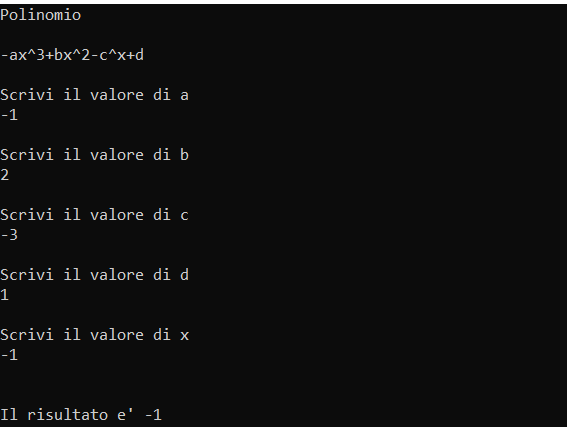 Polinomio
-ax^3+bx^2-c^x+d
Scrivi il valore di a
-1
Scrivi il valore di b
2
Scrivi il valore di c
-3
Scrivi il valore di d
1
Scrivi il valore di x
-1
Il risultato e' -1